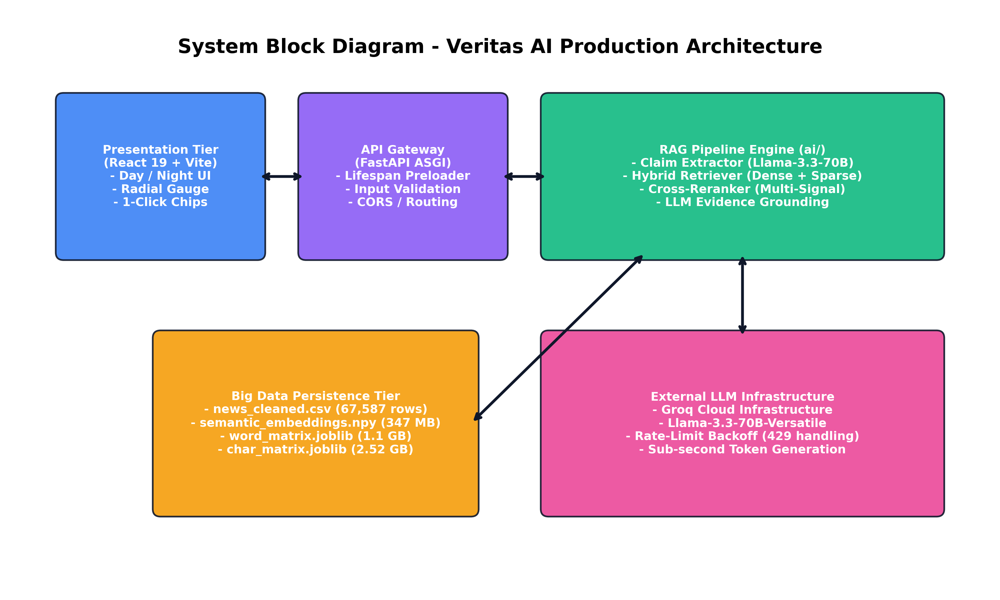 System Block Diagram - Veritas AI Production Architecture
Presentation Tier
(React 19 + Vite)
- Day / Night UI
- Radial Gauge
- 1-Click Chips
API Gateway
(FastAPI ASGI)
- Lifespan Preloader
- Input Validation
- CORS / Routing
RAG Pipeline Engine (ai/)
- Claim Extractor (Llama-3.3-70B)
- Hybrid Retriever (Dense + Sparse)
- Cross-Reranker (Multi-Signal)
- LLM Evidence Grounding
Big Data Persistence Tier
- news_cleaned.csv (67,587 rows)
- semantic_embeddings.npy (347 MB)
- word_matrix.joblib (1.1 GB)
- char_matrix.joblib (2.52 GB)
External LLM Infrastructure
- Groq Cloud Infrastructure
- Llama-3.3-70B-Versatile
- Rate-Limit Backoff (429 handling)
- Sub-second Token Generation